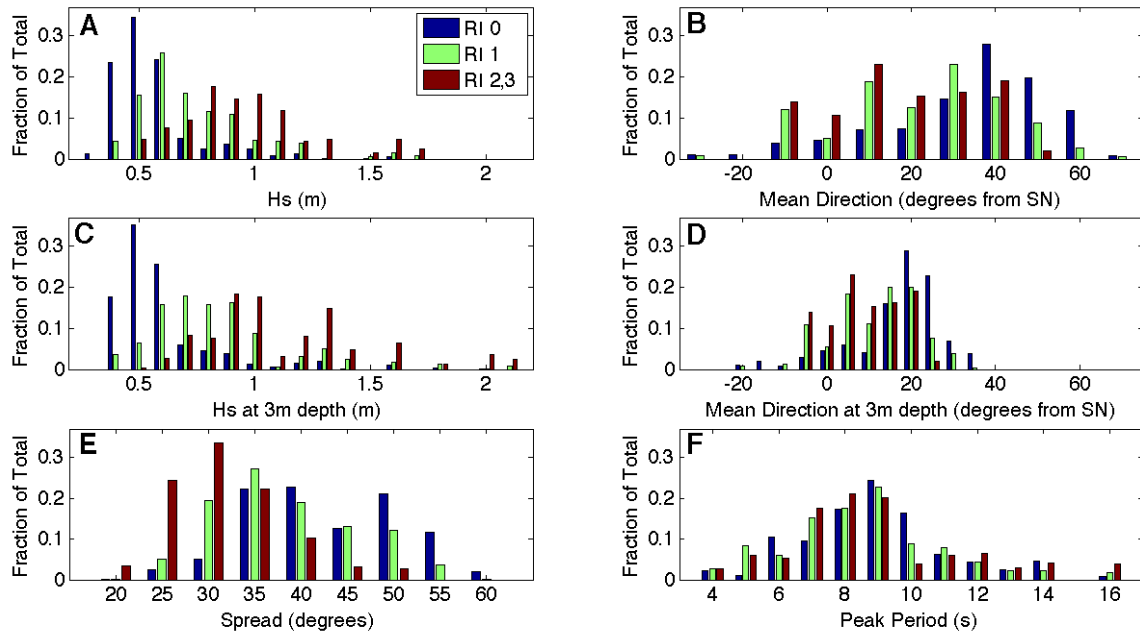 A
Fraction of Total
0.3
0.2
0.1
0
0.5 1 1.5 2
Hs (m)
RI 0
RI 1
RI 2,3
B
Fraction of Total
0.3
0.2
0.1
0
-20 0 20 40 60
Mean Direction (degrees from SN)
C
Fraction of Total
0.3
0.2
0.1
0
0.5 1 1.5 2
Hs at 3m depth (m)
D
Fraction of Total
0.3
0.2
0.1
0
-20 0 20 40 60
Mean Direction at 3m depth (degrees from SN)
E
Fraction of Total
0.3
0.2
0.1
0
20 25 30 35 40 45 50 55 60
Spread (degrees)
F
Fraction of Total
0.3
0.2
0.1
0
4 6 8 10 12 14 16
Peak Period (s)